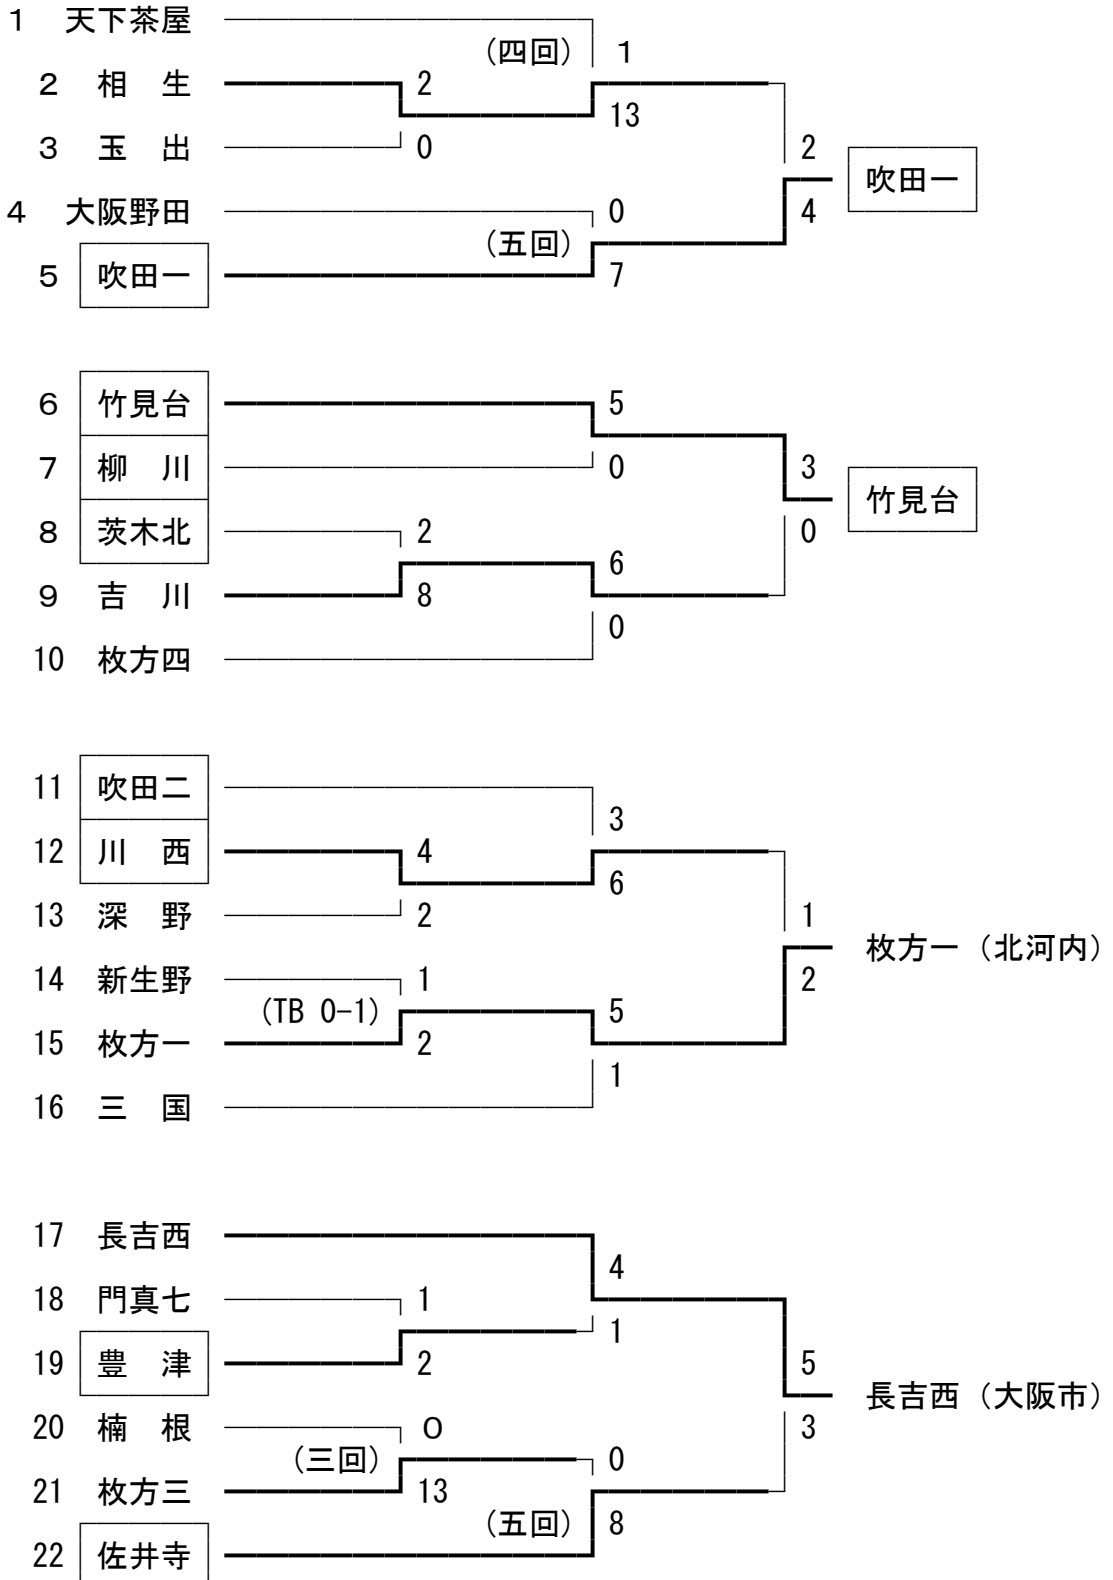 1 天下茶屋
(四回) 1
2 相 生 2
13
3 玉 出 0
2
吹田一
4 大阪野田 0
4
(五回)
5 吹田一 7
6 竹見台 5
7 柳 川 0
3
竹見台
8 茨木北 2
0
6
9 吉 川 8
0
10 枚方四
11 吹田二
3
12 川 西 4
6
13 深 野 2
1
枚方一 (北河内)
14 新生野 1
2
(TB 0-1) 5
15 枚方一 2
1
16 三 国
17 長吉西
4
18 門真七 1
1
19 豊 津 2
5
長吉西 (大阪市)
20 楠 根 0
3
(三回) 0
21 枚方三 13
(五回) 8
22 佐井寺